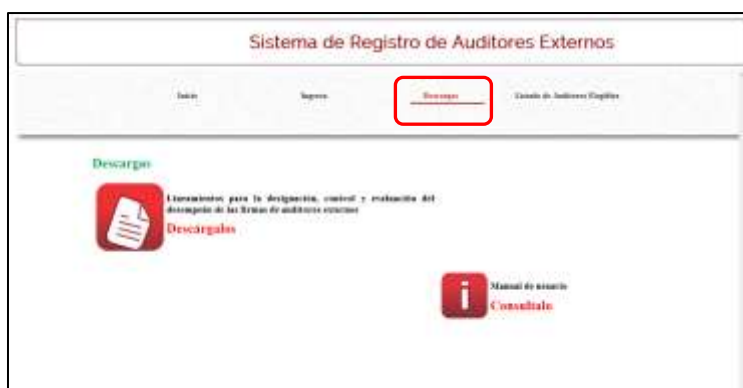 Sistema de Registro de Auditores Externos
Inicio Ingreso Descargas Listado de Auditores Elegibles
Descargas
Lineamientos para la designación, control y evaluación del
desempeño de las firmas de auditores externos
Descárgalos
Manual de usuario
Consúltalo